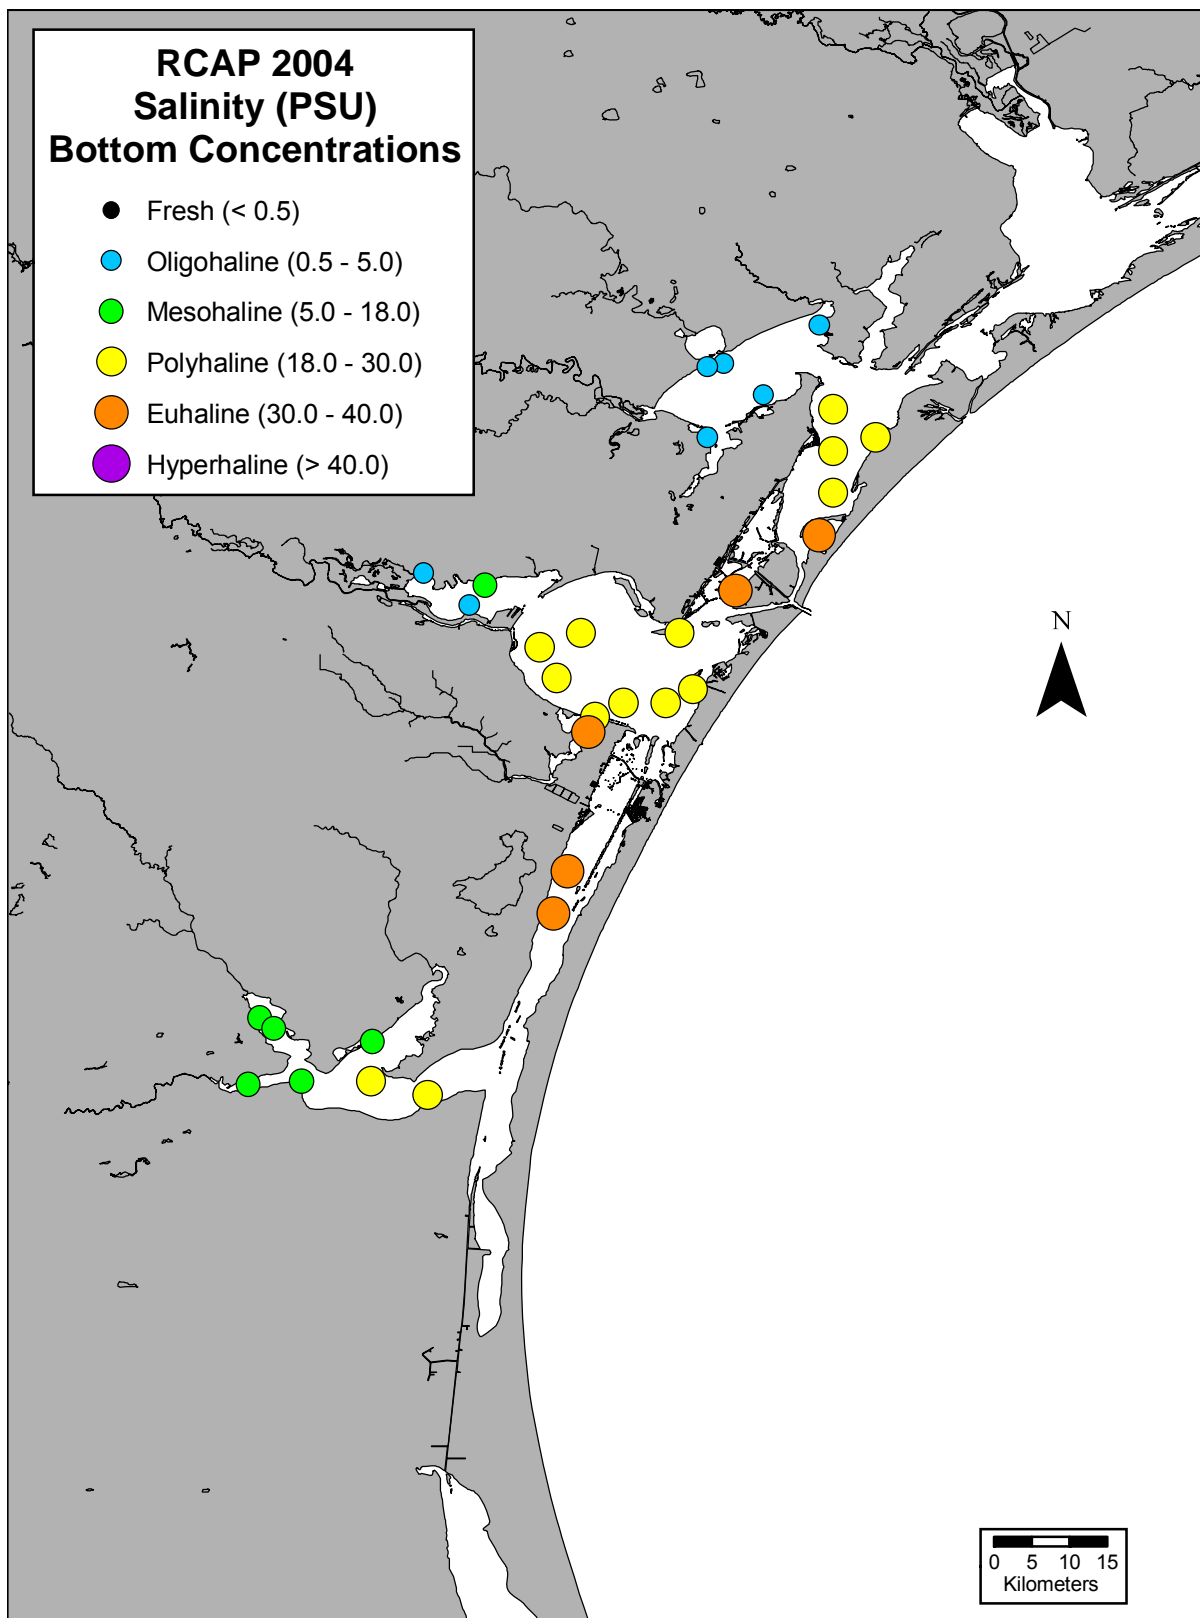 RCAP 2004
Salinity (PSU)
Bottom Concentrations
Fresh (< 0.5)
Oligohaline (0.5 - 5.0)
Mesohaline (5.0 - 18.0)
Polyhaline (18.0 - 30.0)
Euhaline (30.0 - 40.0)
Hyperhaline (> 40.0)
N
0 5 10 15
Kilometers